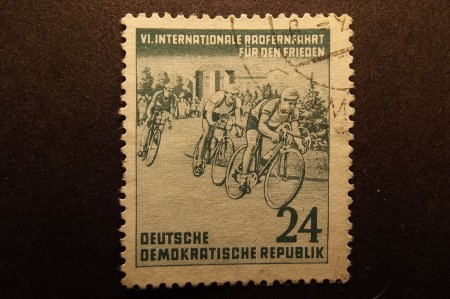 VI. INTERNATIONALE RADFERNFAHRT
FÜR DEN FRIEDEN
24
DEUTSCHE
DEMOKRATISCHE REPUBLIK